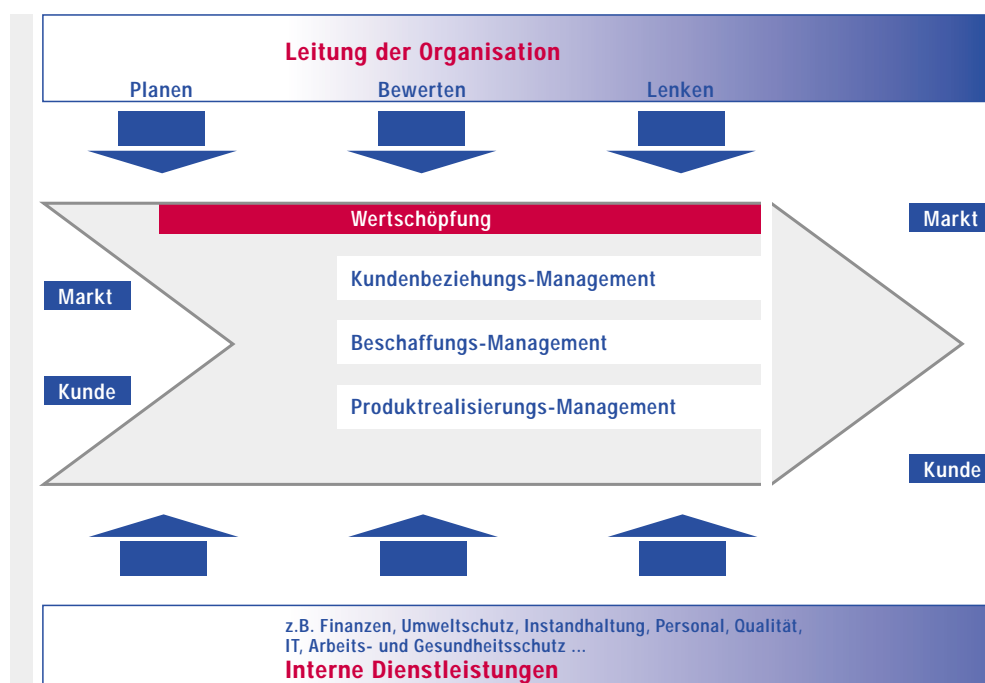 Leitung der Organisation
Planen
Bewerten
Lenken
Wertschöpfung
Markt
Kundenbeziehungs-Management
Markt
Beschaffungs-Management
Kunde
Produktrealisierungs-Management
Kunde
z.B. Finanzen, Umweltschutz, Instandhaltung, Personal, Qualität,
IT, Arbeits- und Gesundheitsschutz ...
Interne Dienstleistungen